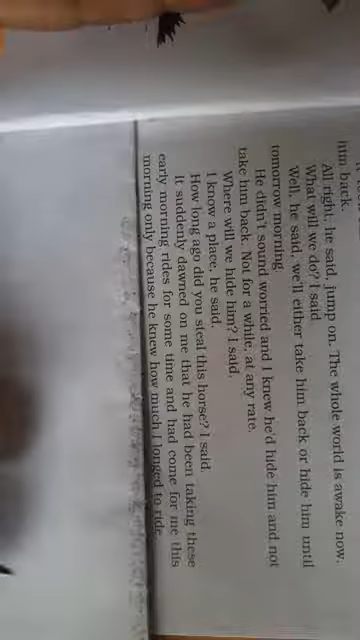 him back.
All right, he said, jump on. The whole world is awake now.
What will we do? I said.
Well, he said, we'll either take him back or hide him until
tomorrow morning.
He didn't sound worried and I knew he'd hide him and not
take him back. Not for a while, at any rate.
Where will we hide him? I said.
I know a place, he said.
How long ago did you steal this horse? I said.
It suddenly dawned on me that he had been taking these
early morning rides for some time and had come for me this
morning only because he knew how much I longed to ride.